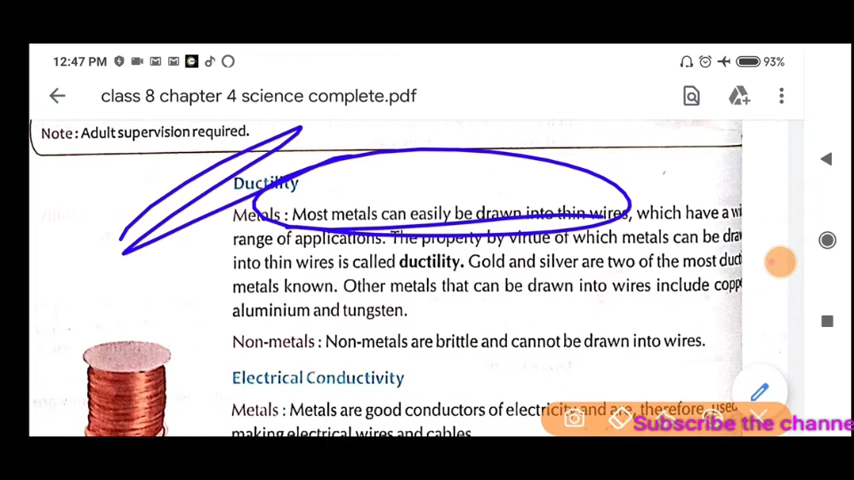 12:47 PM 93%
class 8 chapter 4 science complete.pdf
Note : Adult supervision required.
Ductility
Metals : Most metals can easily be drawn into thin wires, which have a wi
range of applications. The property by virtue of which metals can be dra
into thin wires is called ductility. Gold and silver are two of the most duct
metals known. Other metals that can be drawn into wires include coppe
aluminium and tungsten.
Non-metals : Non-metals are brittle and cannot be drawn into wires.
Electrical Conductivity
Metals : Metals are good conductors of electricity and are, therefore, used
making electrical wires and cables.
Subscribe the channe